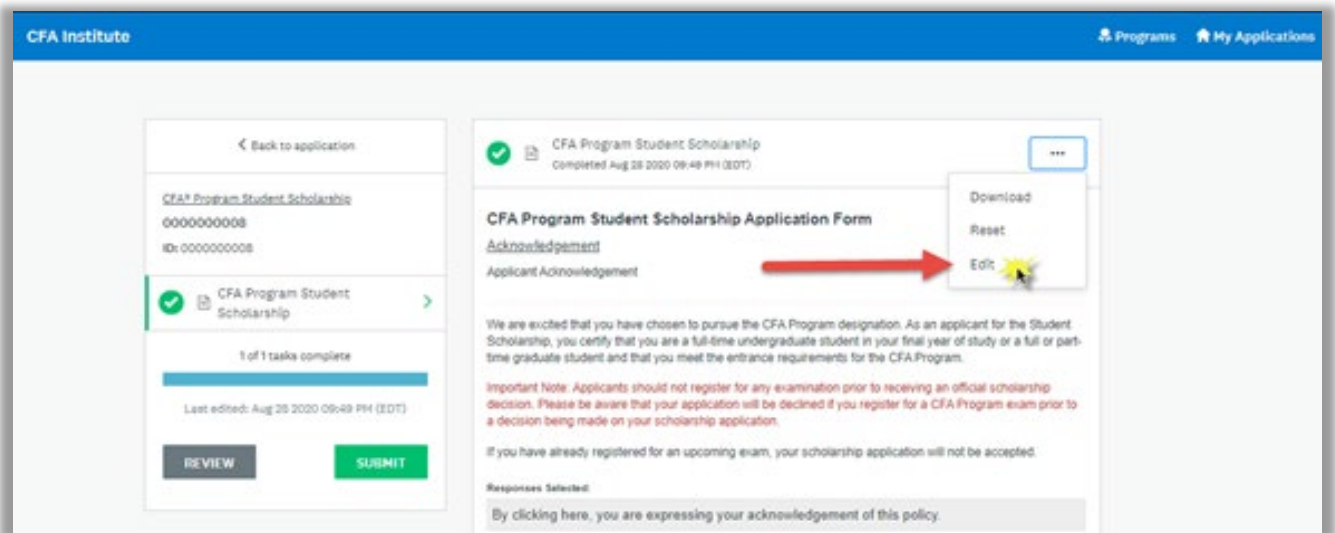 CFA Institute
Programs
My Applications
Back to application
CFA® Program Student Scholarship
0000000008
ID: 0000000008
CFA Program Student
Scholarship
1 of 1 tasks complete
Last edited: Aug 28 2020 09:49 PM (EDT)
REVIEW
SUBMIT
CFA Program Student Scholarship
Completed Aug 28 2020 09:49 PM (EDT)
...
Download
Reset
Edit
CFA Program Student Scholarship Application Form
Acknowledgement
Applicant Acknowledgement
We are excited that you have chosen to pursue the CFA Program designation. As an applicant for the Student
Scholarship, you certify that you are a full-time undergraduate student in your final year of study or a full or part-
time graduate student and that you meet the entrance requirements for the CFA Program.
Important Note: Applicants should not register for any examination prior to receiving an official scholarship
decision. Please be aware that your application will be declined if you register for a CFA Program exam prior to
a decision being made on your scholarship application.
If you have already registered for an upcoming exam, your scholarship application will not be accepted.
Responses Selected:
By clicking here, you are expressing your acknowledgement of this policy.